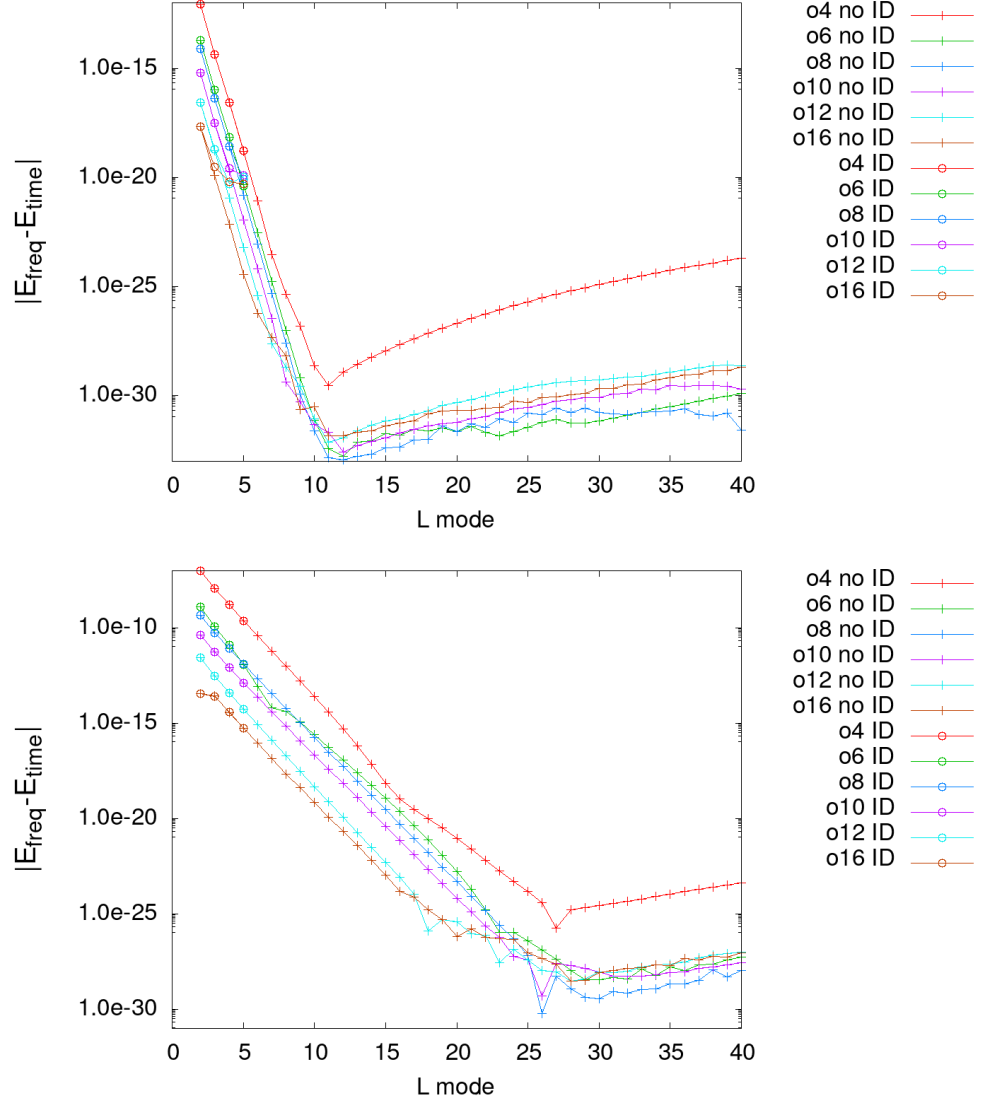 o4 no ID
o6 no ID
o8 no ID
o10 no ID
o12 no ID
o16 no ID
o4 ID
o6 ID
o8 ID
o10 ID
o12 ID
o16 ID
1.0e-15
1.0e-20
1.0e-25
1.0e-30
|Efreq-Etime|
0 5 10 15 20 25 30 35 40
L mode
o4 no ID
o6 no ID
o8 no ID
o10 no ID
o12 no ID
o16 no ID
o4 ID
o6 ID
o8 ID
o10 ID
o12 ID
o16 ID
1.0e-10
1.0e-15
1.0e-20
1.0e-25
1.0e-30
|Efreq-Etime|
0 5 10 15 20 25 30 35 40
L mode